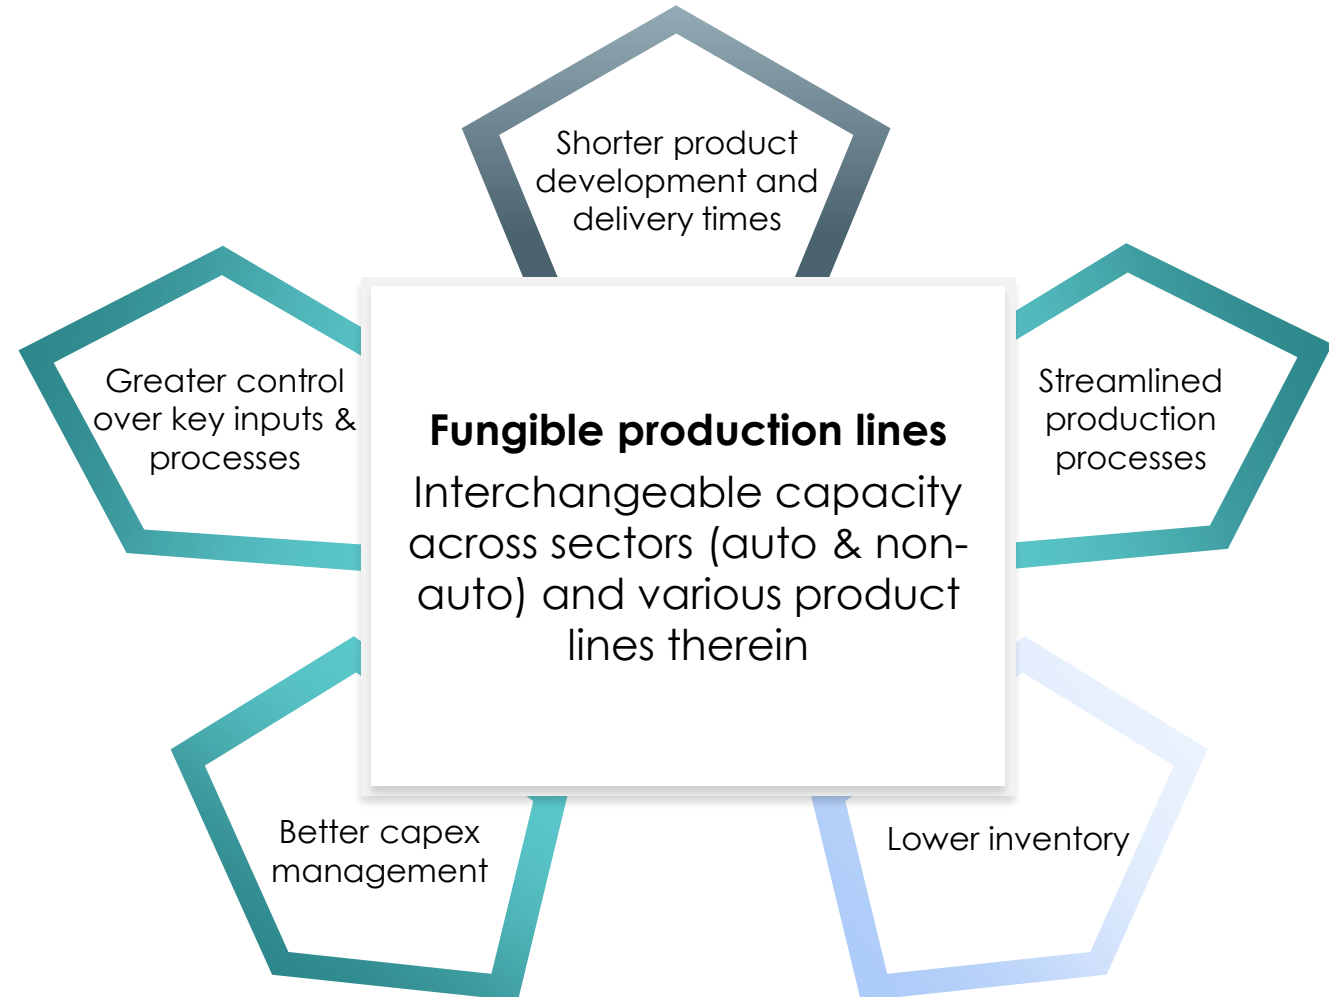 Shorter product
development and
delivery times
Greater control
over key inputs &
processes
Streamlined
production
processes
Fungible production lines
Interchangeable capacity
across sectors (auto & non-
auto) and various product
lines therein
Better capex
management
Lower inventory